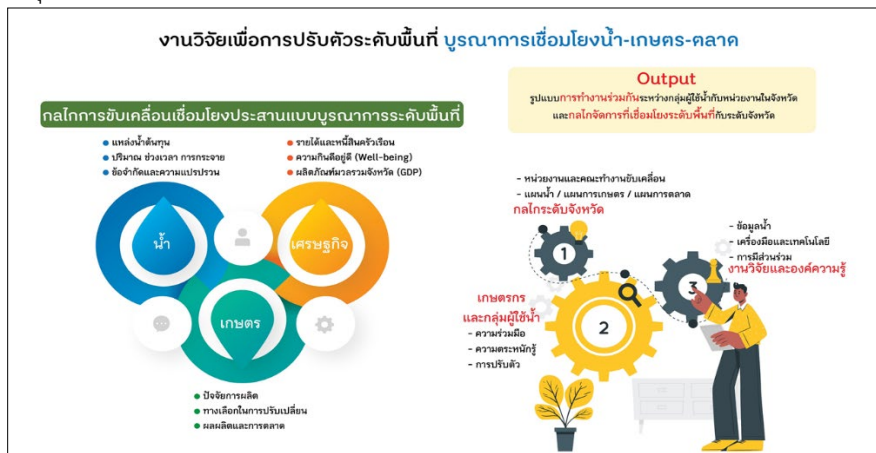 งานวิจัยเพื่อการปรับตัวระดับพื้นที่ บูรณาการเชื่อมโยงน้ำ-เกษตร-ตลาด
กลไกการขับเคลื่อนเชื่อมโยงประสานแบบบูรณาการระดับพื้นที่
แหล่งน้ำต้นทุน
ปริมาณ ช่วงเวลา การกระจาย
ข้อจำกัดและความแปรปรวน
รายได้และหนี้สินครัวเรือน
ความกินดีอยู่ดี (Well-being)
ผลิตภัณฑ์มวลรวมจังหวัด (GDP)
น้ำ
เศรษฐกิจ
เกษตร
ปัจจัยการผลิต
ทางเลือกในการปรับเปลี่ยน
ผลผลิตและการตลาด
Output
รูปแบบการทำงานร่วมกันระหว่างกลุ่มผู้ใช้น้ำกับหน่วยงานในจังหวัด
และกลไกจัดการที่เชื่อมโยงระดับพื้นที่กับระดับจังหวัด
- หน่วยงานและคณะทำงานขับเคลื่อน
- แผนน้ำ / แผนการเกษตร / แผนการตลาด
กลไกระดับจังหวัด
1
- ข้อมูลน้ำ
- เครื่องมือและเทคโนโลยี
- การมีส่วนร่วม
งานวิจัยและองค์ความรู้
3
เกษตรกร
และกลุ่มผู้ใช้น้ำ
- ความร่วมมือ
- ความตระหนักรู้
- การปรับตัว
2